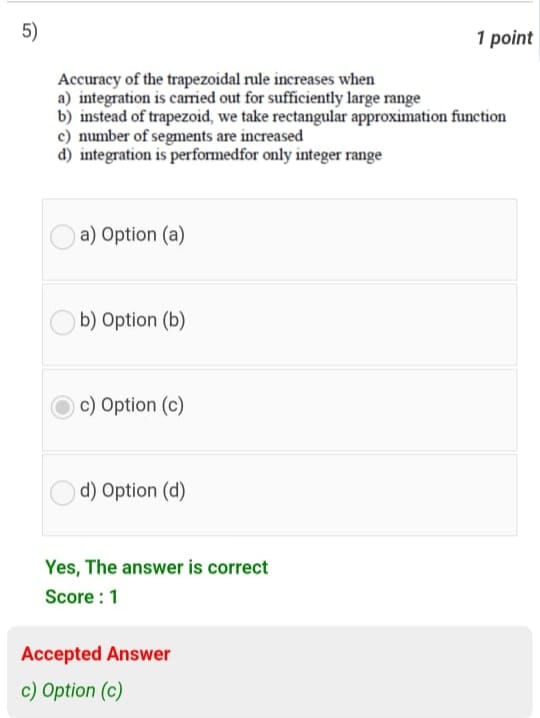 5)
1 point
Accuracy of the trapezoidal rule increases when
a) integration is carried out for sufficiently large range
b) instead of trapezoid, we take rectangular approximation function
c) number of segments are increased
d) integration is performedfor only integer range
a) Option (a)
b) Option (b)
c) Option (c)
d) Option (d)
Yes, The answer is correct
Score : 1
Accepted Answer
c) Option (c)